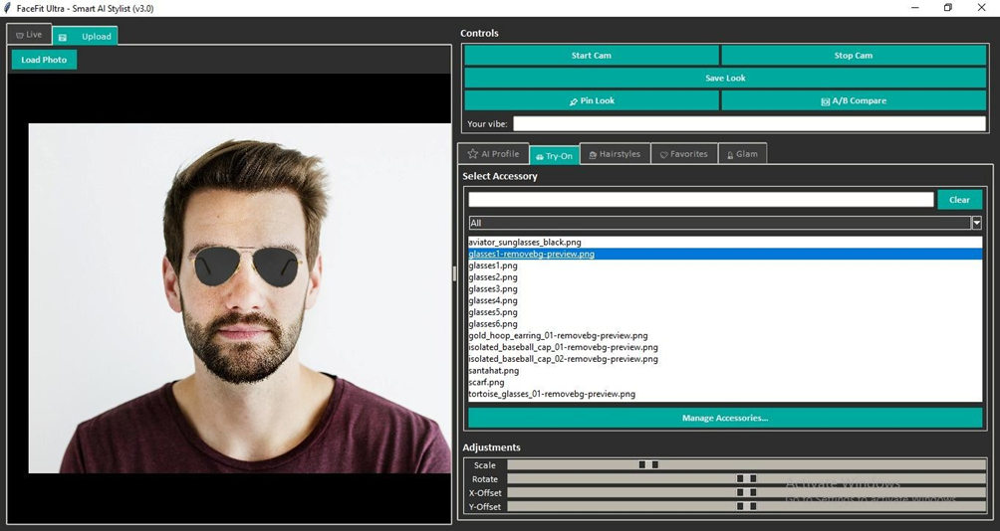 FaceFit Ultra - Smart AI Stylist (v3.0)
Live
Upload
Load Photo
Controls
Start Cam
Stop Cam
Save Look
Pin Look
A/B Compare
Your vibe:
AI Profile
Try-On
Hairstyles
Favorites
Glam
Select Accessory
Clear
All
aviator_sunglasses_black.png
glasses1-removebg-preview.png
glasses1.png
glasses2.png
glasses3.png
glasses4.png
glasses5.png
glasses6.png
gold_hoop_earring_01-removebg-preview.png
isolated_baseball_cap_01-removebg-preview.png
isolated_baseball_cap_02-removebg-preview.png
santahat.png
scarf.png
tortoise_glasses_01-removebg-preview.png
Manage Accessories...
Adjustments
Scale
Rotate
X-Offset
Y-Offset
Activate Windows
Go to Settings to activate Windows.